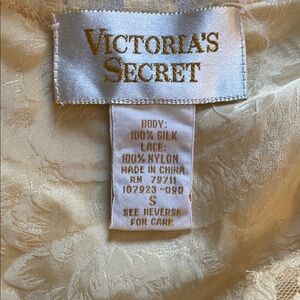 VICTORIA'S
SECRET
BODY:
100% SILK
LACE:
100% NYLON
MADE IN CHINA
RN 79711
107923-090
S
SEE REVERSE
FOR CARE